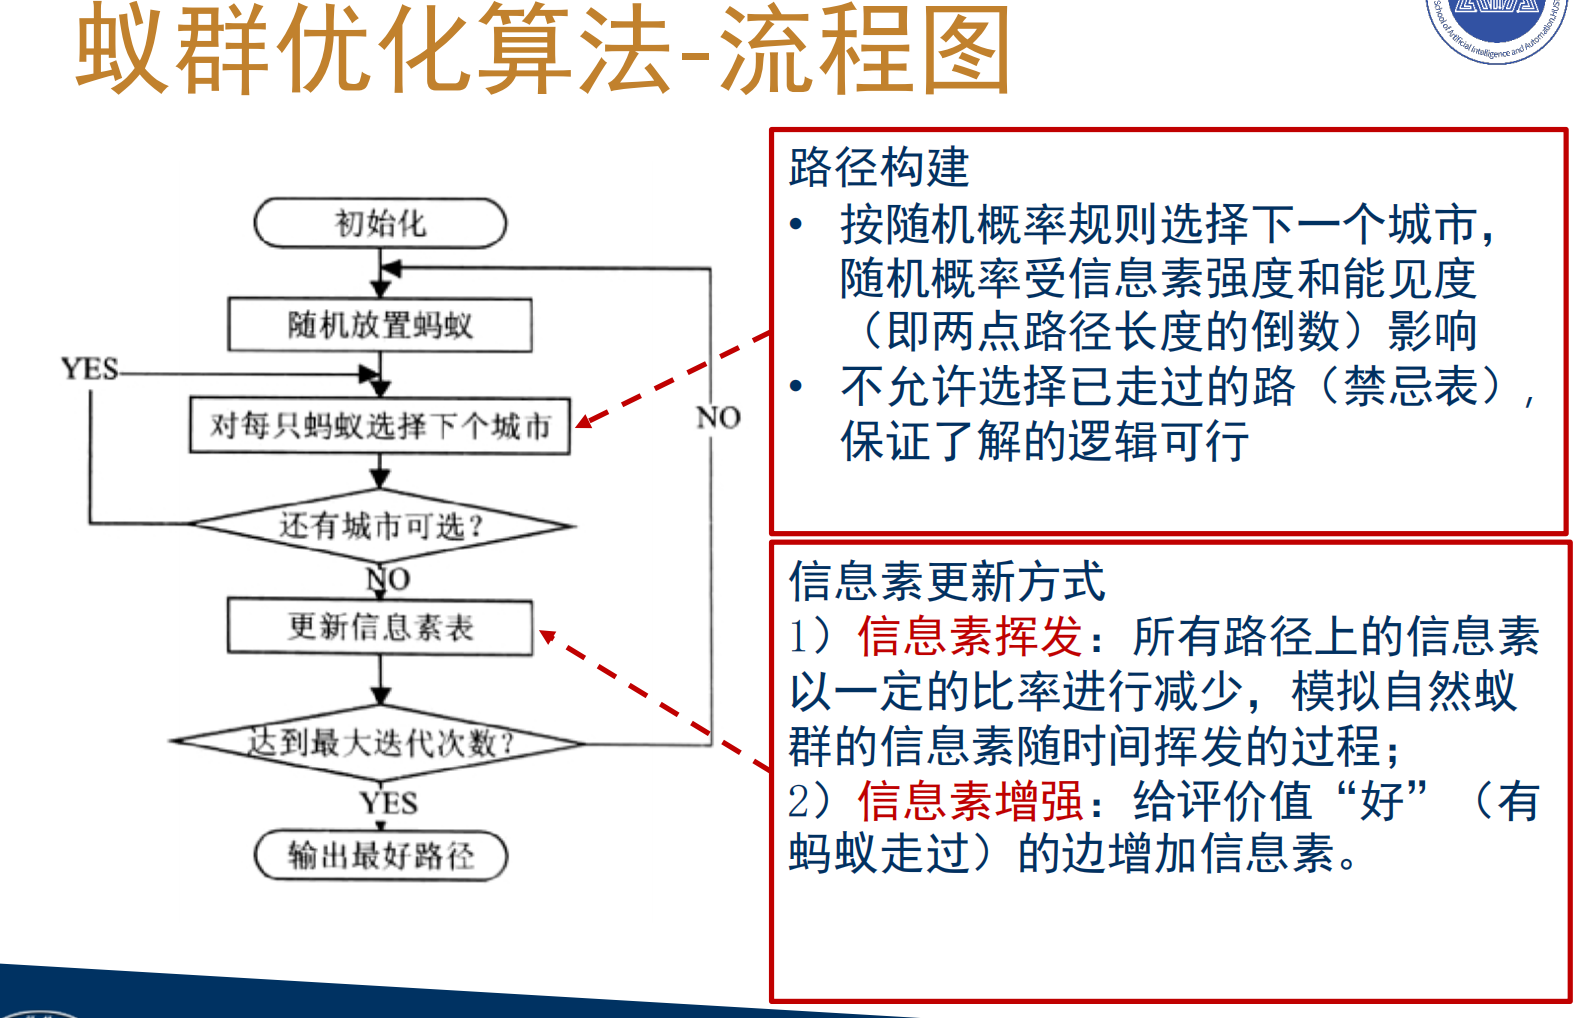 蚁群优化算法-流程图
School of Artificial Intelligence and Automation,HUST
初始化
随机放置蚂蚁
YES
对每只蚂蚁选择下个城市
NO
还有城市可选？
NO
更新信息素表
达到最大迭代次数？
YES
输出最好路径
路径构建
• 按随机概率规则选择下一个城市，
随机概率受信息素强度和能见度
（即两点路径长度的倒数）影响
• 不允许选择已走过的路（禁忌表），
保证了解的逻辑可行
信息素更新方式
1）信息素挥发：所有路径上的信息素
以一定的比率进行减少，模拟自然蚁
群的信息素随时间挥发的过程；
2）信息素增强：给评价值“好”（有
蚂蚁走过）的边增加信息素。